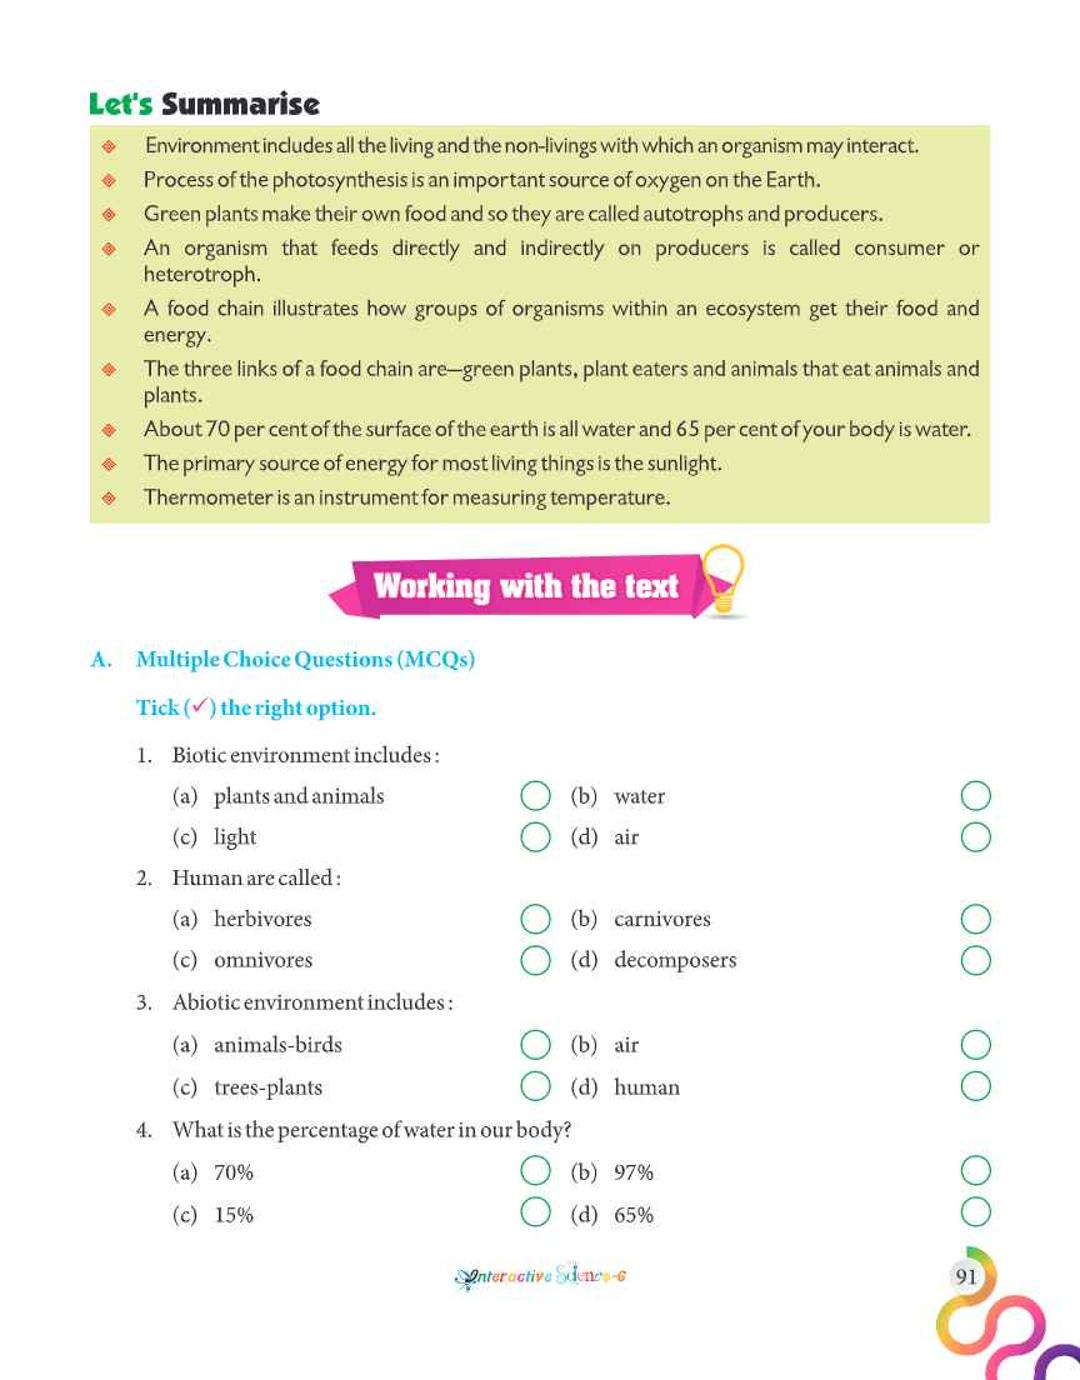 Let's Summarise
Environment includes all the living and the non-livings with which an organism may interact.
Process of the photosynthesis is an important source of oxygen on the Earth.
Green plants make their own food and so they are called autotrophs and producers.
An organism that feeds directly and indirectly on producers is called consumer or
heterotroph.
A food chain illustrates how groups of organisms within an ecosystem get their food and
energy.
The three links of a food chain are—green plants, plant eaters and animals that eat animals and
plants.
About 70 per cent of the surface of the earth is all water and 65 per cent of your body is water.
The primary source of energy for most living things is the sunlight.
Thermometer is an instrument for measuring temperature.
Working with the text
A. Multiple Choice Questions (MCQs)
Tick (✓) the right option.
1. Biotic environment includes :
(a) plants and animals (b) water
(c) light (d) air
2. Human are called :
(a) herbivores (b) carnivores
(c) omnivores (d) decomposers
3. Abiotic environment includes :
(a) animals-birds (b) air
(c) trees-plants (d) human
4. What is the percentage of water in our body?
(a) 70% (b) 97%
(c) 15% (d) 65%
Interactive Science-6
91